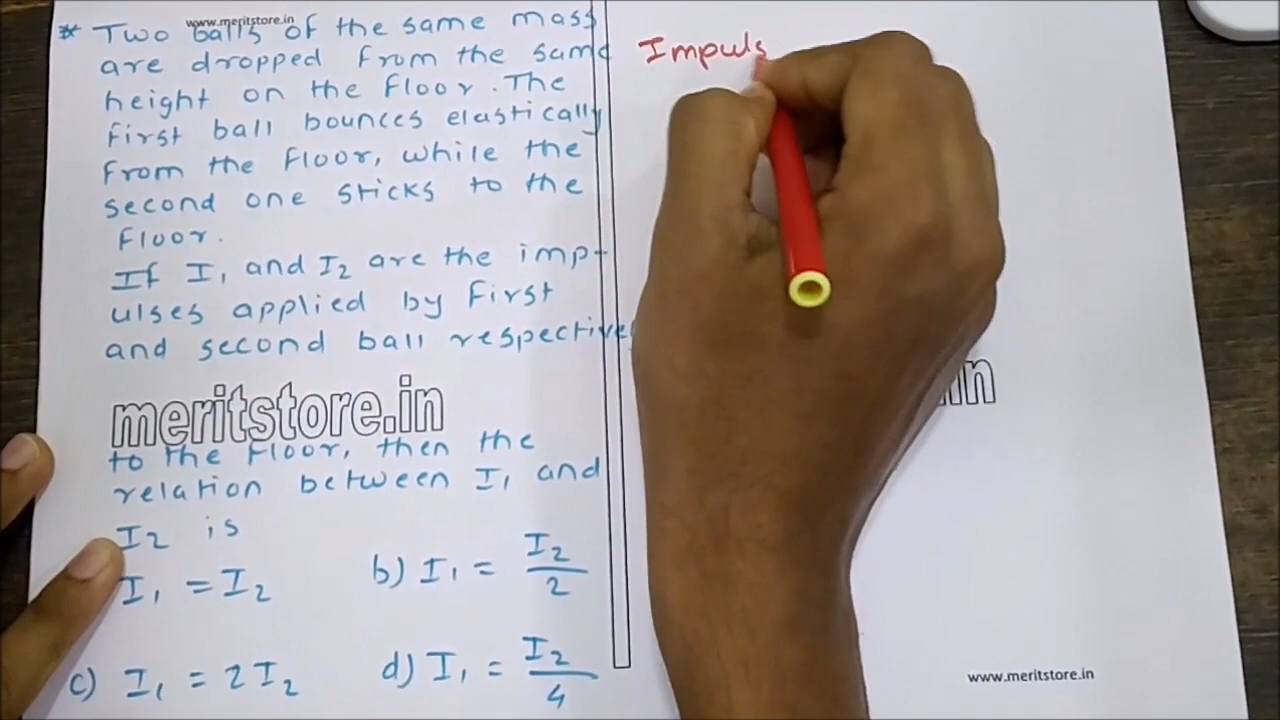 www.meritstore.in
* Two balls of the same mass
are dropped from the same
height on the floor. The
first ball bounces elastically
from the floor, while the
second one sticks to the
floor.
If I1 and I2 are the imp-
ulses applied by first
and second ball respective
meritstore.in
to the floor, then the
relation between I1 and
I2 is
I1 = I2
b) I1 = I2/2
c) I1 = 2I2
d) I1 = I2/4
Impuls
www.meritstore.in